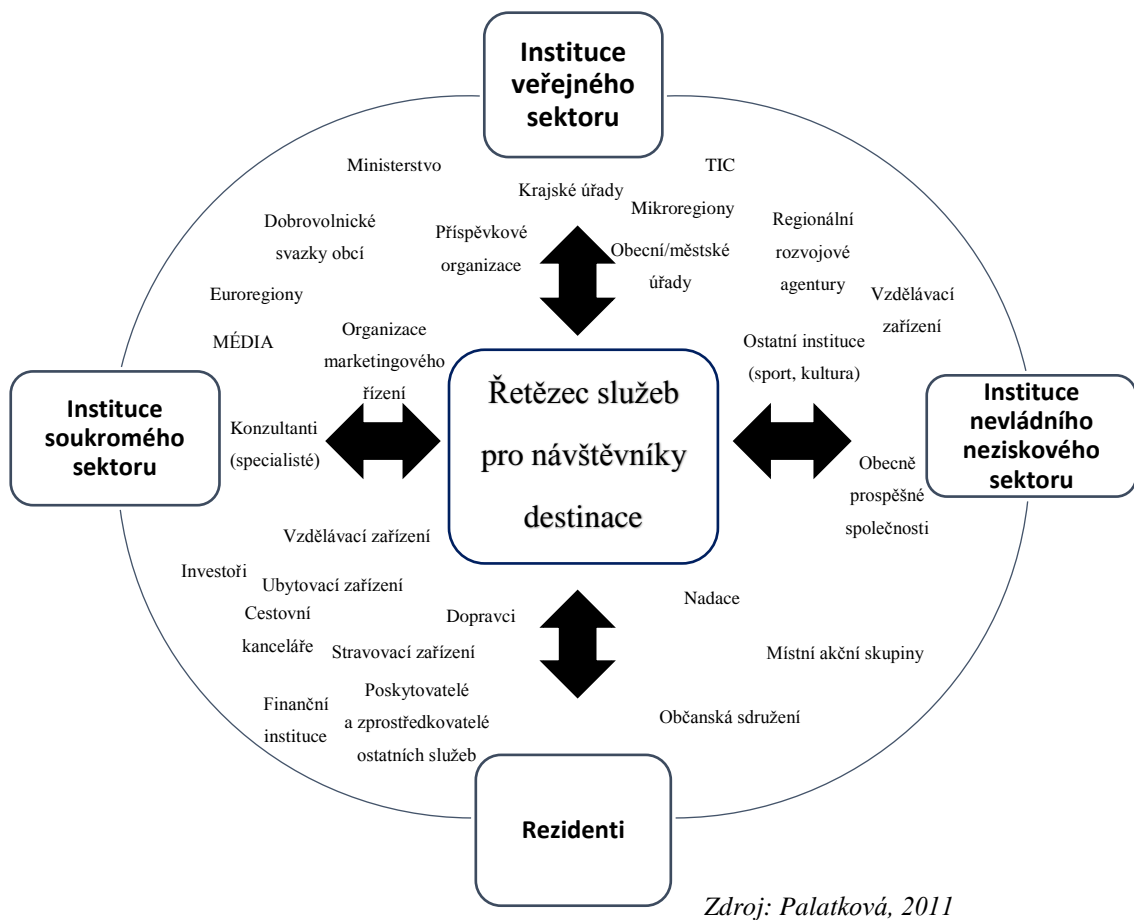 Instituce
veřejného
sektoru
Ministerstvo
TIC
Krajské úřady
Mikroregiony
Dobrovolnické
svazky obcí
Příspěvkové
organizace
Obecní/městské
úřady
Regionální
rozvojové
agentury
Euroregiony
Vzdělávací
zařízení
MÉDIA
Organizace
marketingového
řízení
Ostatní instituce
(sport, kultura)
Instituce
soukromého
sektoru
Konzultanti
(specialisté)
Řetězec služeb
pro návštěvníky
destinace
Instituce
nevládního
neziskového
sektoru
Obecně
prospěšné
společnosti
Vzdělávací zařízení
Investoři
Ubytovací zařízení
Cestovní
kanceláře
Dopravci
Stravovací zařízení
Nadace
Místní akční skupiny
Finanční
instituce
Poskytovatelé
a zprostředkovatelé
ostatních služeb
Občanská sdružení
Rezidenti
Zdroj: Palatková, 2011